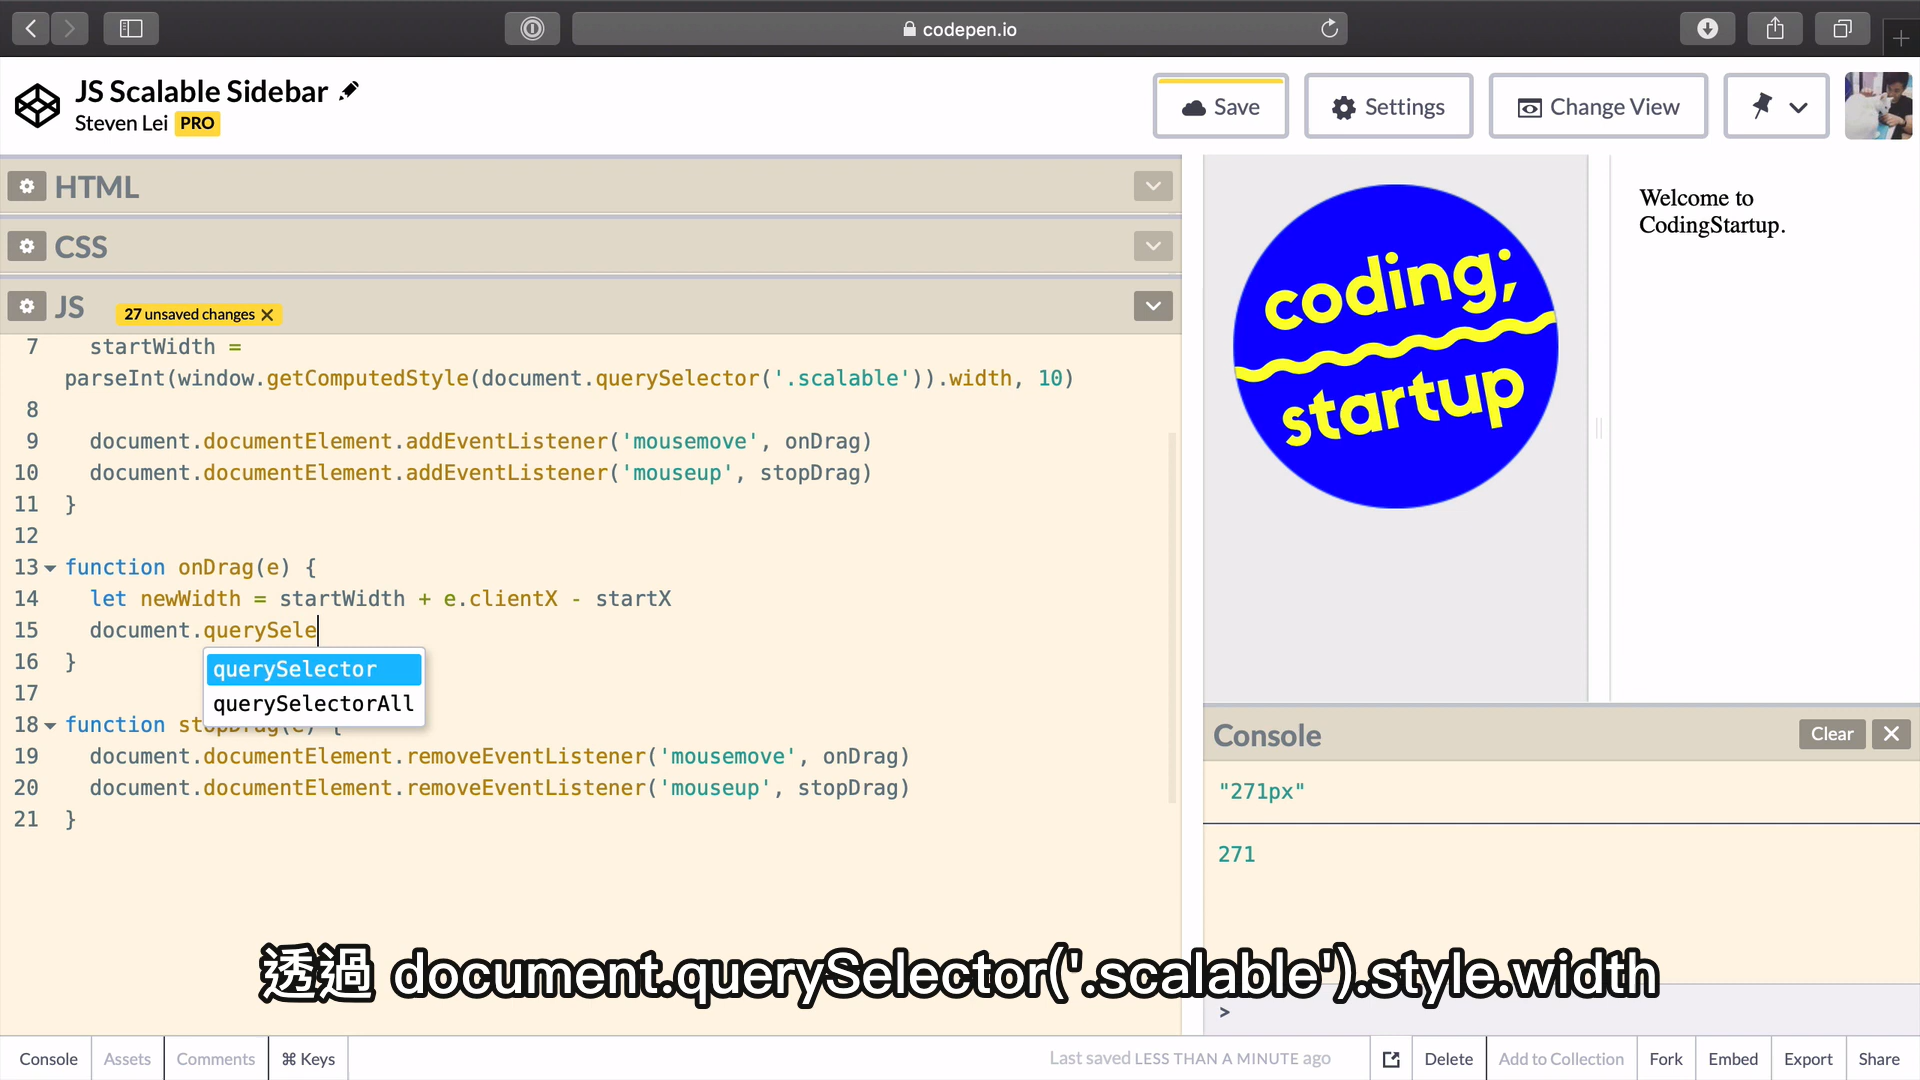 codepen.io
JS Scalable Sidebar
Steven Lei PRO
Save
Settings
Change View
HTML
CSS
JS
27 unsaved changes
7 startWidth =
parseInt(window.getComputedStyle(document.querySelector('.scalable')).width, 10)
8
9 document.documentElement.addEventListener('mousemove', onDrag)
10 document.documentElement.addEventListener('mouseup', stopDrag)
11 }
12
13 function onDrag(e) {
14 let newWidth = startWidth + e.clientX - startX
15 document.querySele
querySelector
querySelectorAll
16 }
17
18 function stopDrag(e) {
19 document.documentElement.removeEventListener('mousemove', onDrag)
20 document.documentElement.removeEventListener('mouseup', stopDrag)
21 }
coding;
startup
Welcome to
CodingStartup.
Console
Clear
"271px"
271
>
透過 document.querySelector('.scalable').style.width
Console
Assets
Comments
⌘ Keys
Last saved LESS THAN A MINUTE ago
Delete
Add to Collection
Fork
Embed
Export
Share